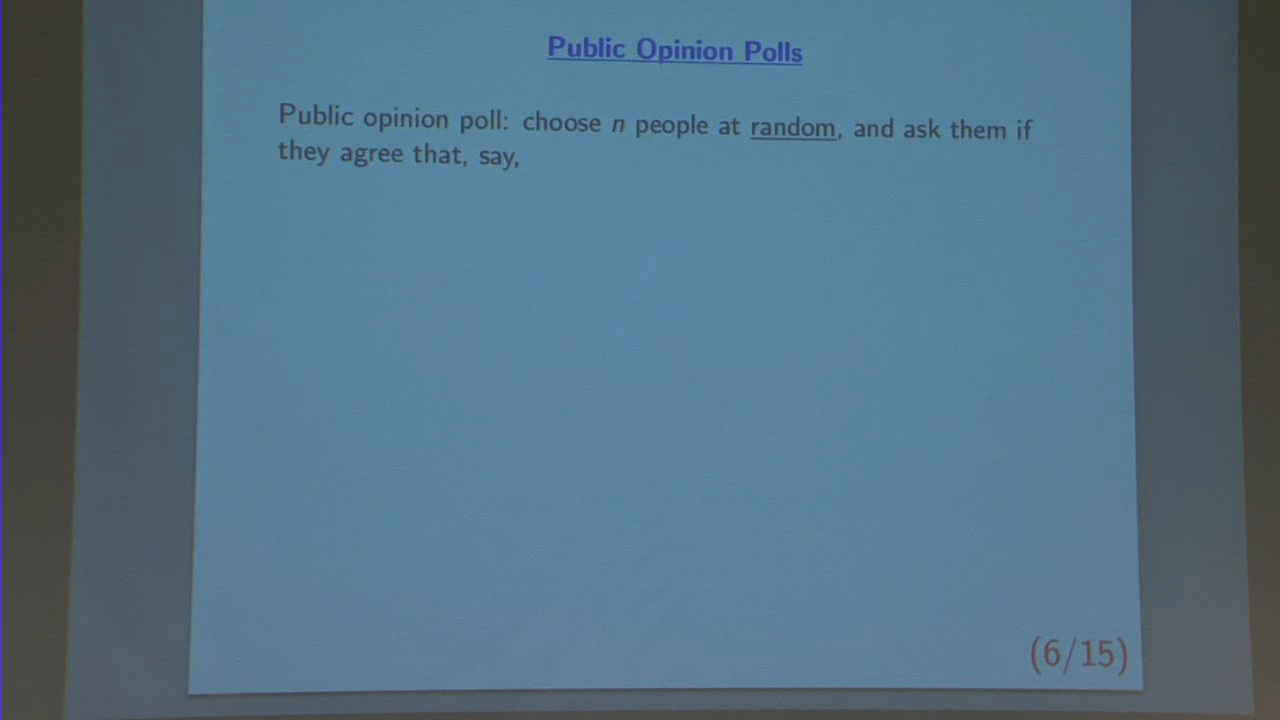 Public Opinion Polls
Public opinion poll: choose n people at random, and ask them if
they agree that, say,
(6/15)